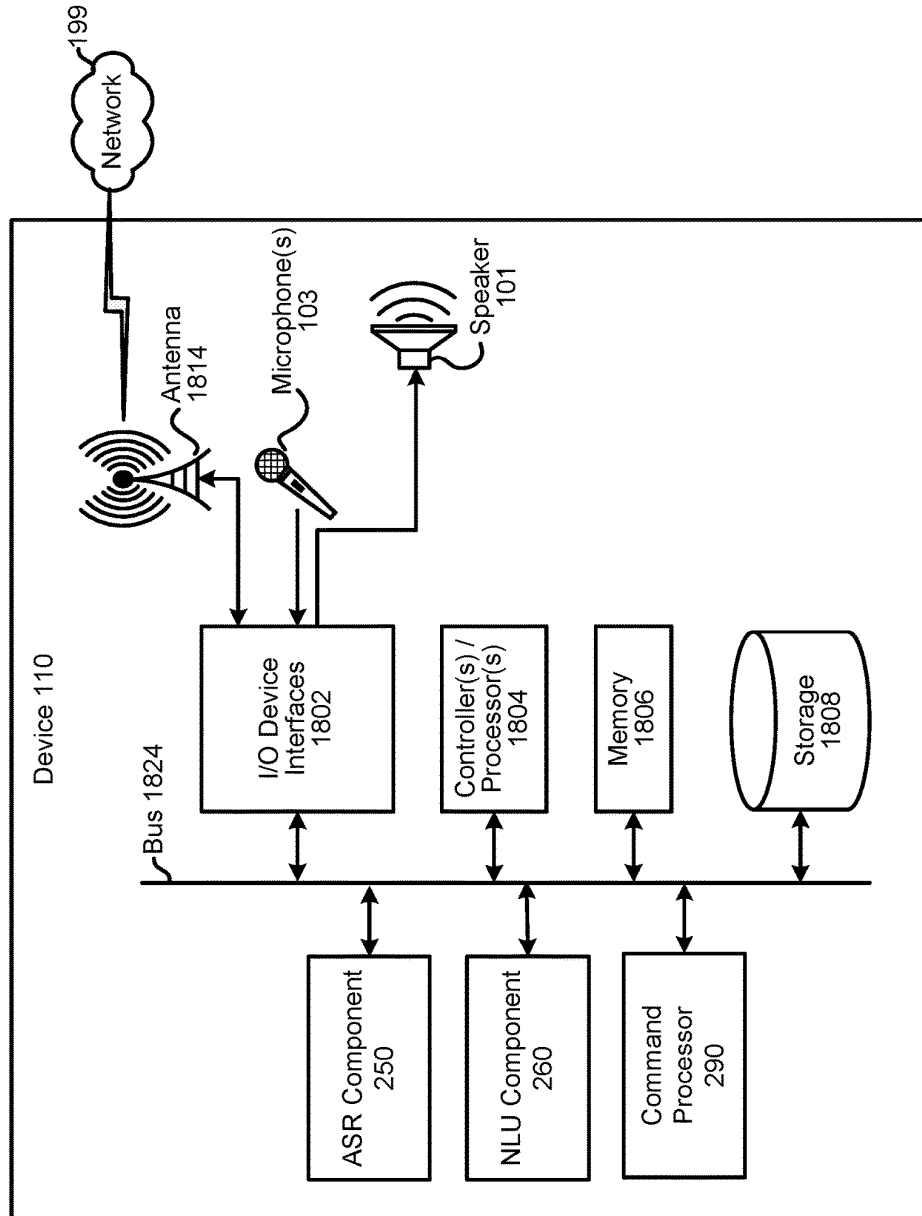 Device 110
Bus 1824
ASR Component
250
NLU Component
260
Command
Processor
290
I/O Device
Interfaces
1802
Controller(s) /
Processor(s)
1804
Memory
1806
Storage
1808
Antenna
1814
Microphone(s)
103
Speaker
101
Network
199